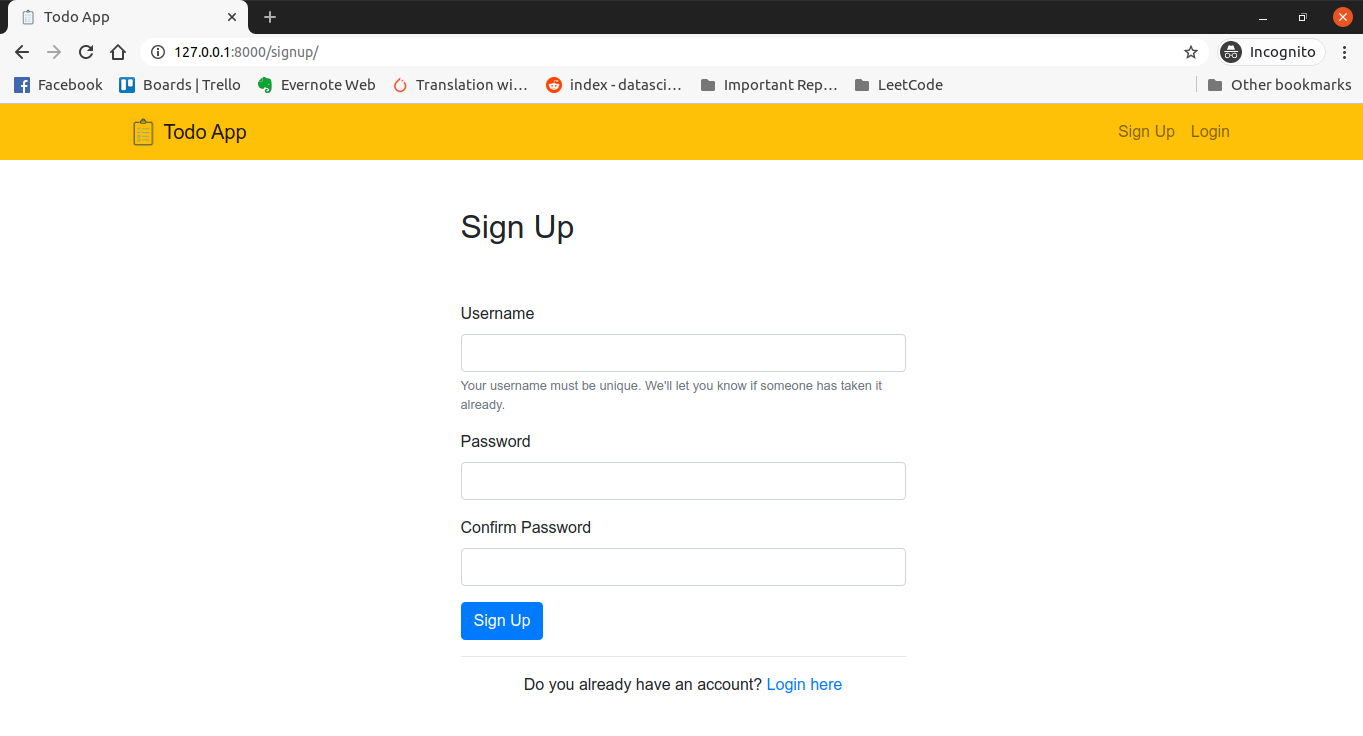 Todo App
127.0.0.1:8000/signup/
Incognito
Facebook
Boards | Trello
Evernote Web
Translation wi...
index - datasci...
Important Rep...
LeetCode
Other bookmarks
Todo App
Sign Up
Login
Sign Up
Username
Your username must be unique. We'll let you know if someone has taken it
already.
Password
Confirm Password
Sign Up
Do you already have an account? Login here